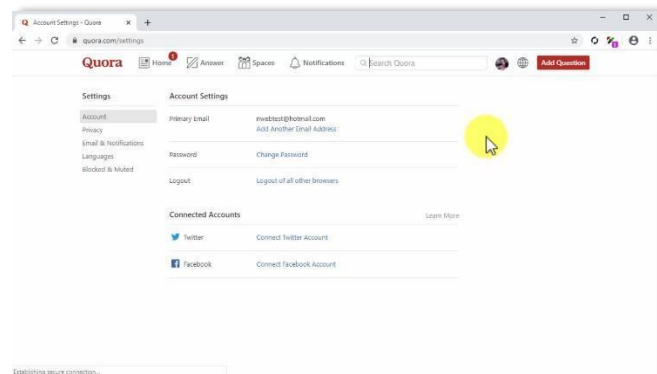 Account Settings - Quora
quora.com/settings
Quora Home Answer Spaces Notifications Search Quora Add Question
Settings
Account
Privacy
Email & Notifications
Languages
Blocked & Muted
Account Settings
Primary Email nwebtest@hotmail.com
Add Another Email Address
Password Change Password
Logout Logout of all other browsers
Connected Accounts Learn More
Twitter Connect Twitter Account
Facebook Connect Facebook Account
Establishing secure connection...